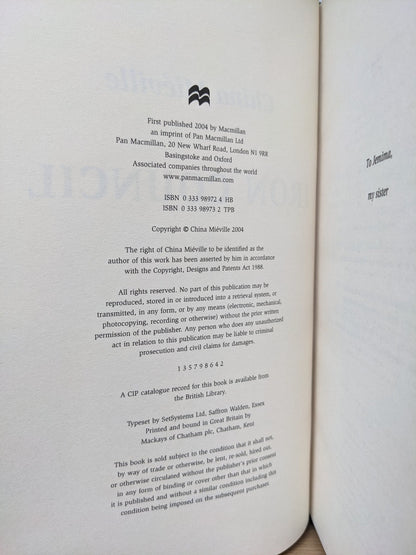 First published 2004 by Macmillan
an imprint of Pan Macmillan Ltd
Pan Macmillan, 20 New Wharf Road, London N1 9RR
Basingstoke and Oxford
Associated companies throughout the world
www.panmacmillan.com
ISBN 0 333 98972 4 HB
ISBN 0 333 98973 2 TPB
Copyright © China Miéville 2004
The right of China Miéville to be identified as the
author of this work has been asserted by him in accordance
with the Copyright, Designs and Patents Act 1988.
All rights reserved. No part of this publication may be
reproduced, stored in or introduced into a retrieval system, or
transmitted, in any form, or by any means (electronic, mechanical,
photocopying, recording or otherwise) without the prior written
permission of the publisher. Any person who does any unauthorized
act in relation to this publication may be liable to criminal
prosecution and civil claims for damages.
1 3 5 7 9 8 6 4 2
A CIP catalogue record for this book is available from
the British Library.
Typeset by SetSystems Ltd, Saffron Walden, Essex
Printed and bound in Great Britain by
Mackays of Chatham plc, Chatham, Kent
This book is sold subject to the condition that it shall not,
by way of trade or otherwise, be lent, re-sold, hired out,
or otherwise circulated without the publisher's prior consent
in any form of binding or cover other than that in which
it is published and without a similar condition including this
condition being imposed on the subsequent purchaser.
To Jemima,
my sister